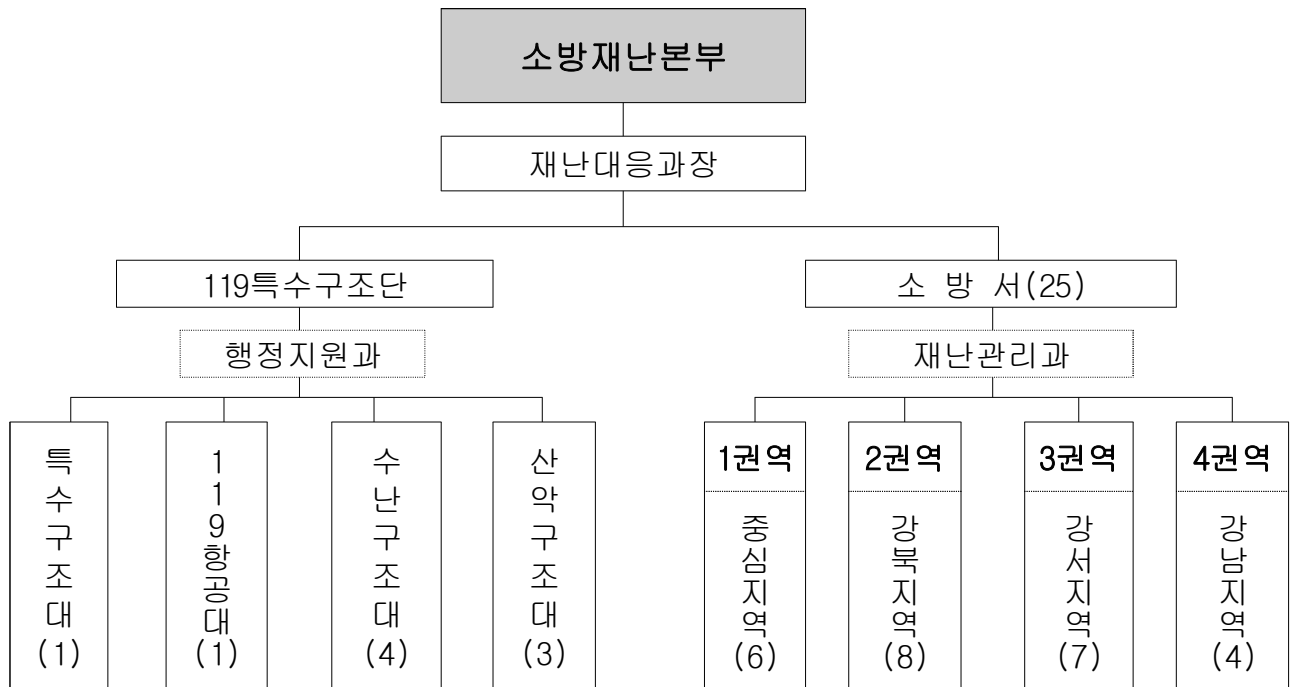 소방재난본부
재난대응과장
119특수구조단
소 방 서(25)
행정지원과
재난관리과
특수구조대(1)
119항공대(1)
수난구조대(4)
산악구조대(3)
1권역
중심지역(6)
2권역
강북지역(8)
3권역
강서지역(7)
4권역
강남지역(4)